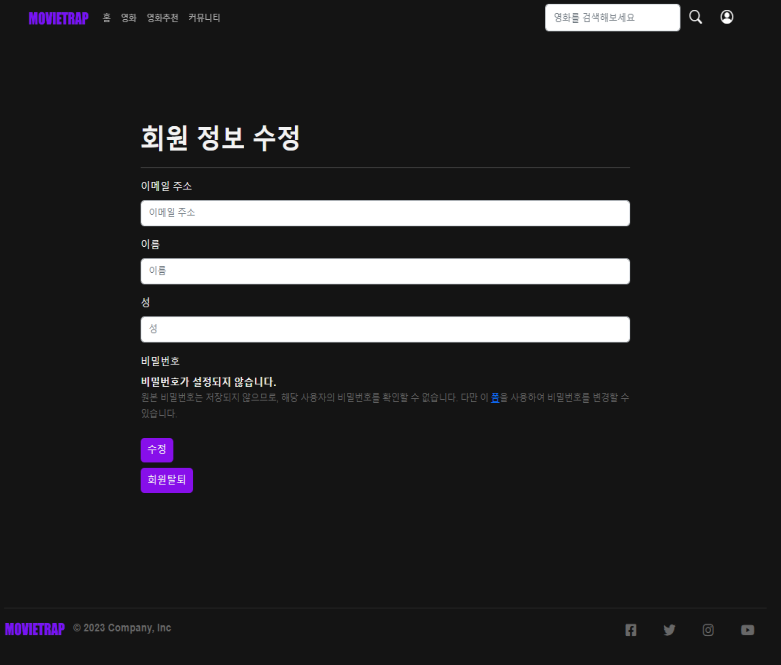 MOVIETRAP 홈 영화 영화추천 커뮤니티 영화를 검색해보세요
회원 정보 수정
이메일 주소
이메일 주소
이름
이름
성
성
비밀번호
비밀번호가 설정되지 않습니다.
원본 비밀번호는 저장되지 않으므로, 해당 사용자의 비밀번호를 확인할 수 없습니다. 다만 이 폼을 사용하여 비밀번호를 변경할 수
있습니다.
수정
회원탈퇴
MOVIETRAP © 2023 Company, Inc